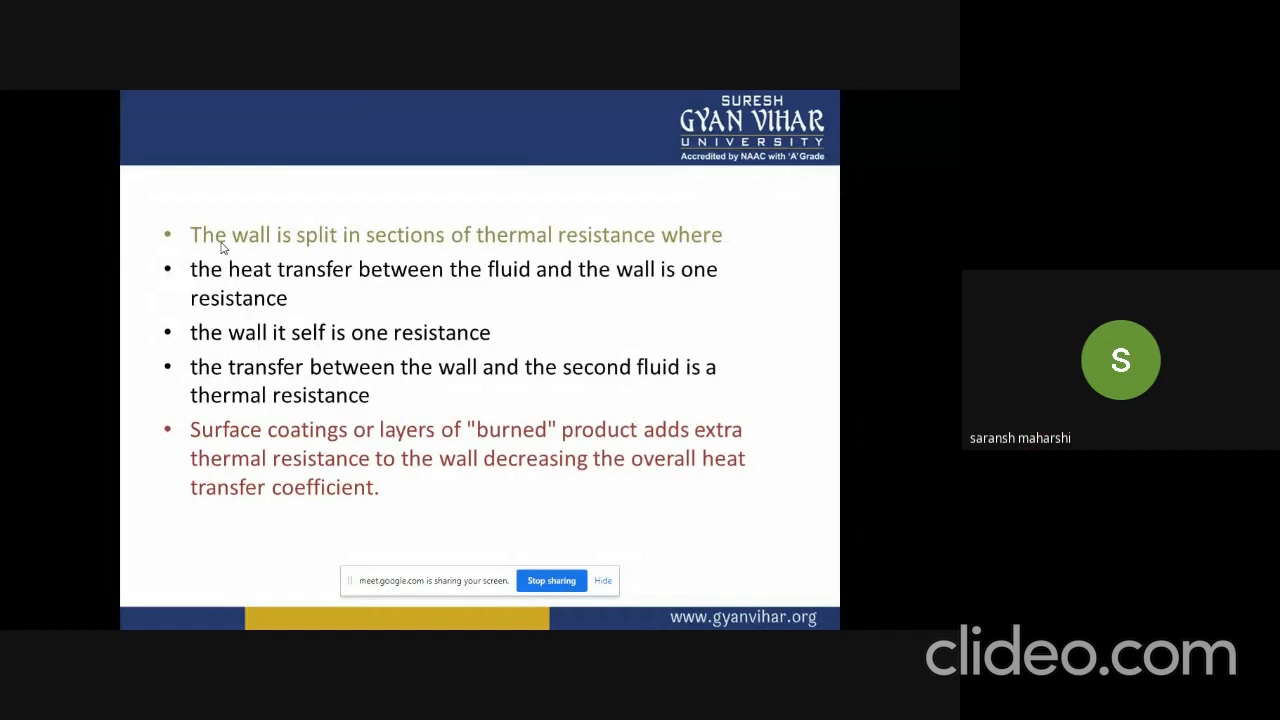 SURESH
GYAN VIHAR
UNIVERSITY
Accredited by NAAC with 'A' Grade
• The wall is split in sections of thermal resistance where
• the heat transfer between the fluid and the wall is one
resistance
• the wall it self is one resistance
• the transfer between the wall and the second fluid is a
thermal resistance
• Surface coatings or layers of "burned" product adds extra
thermal resistance to the wall decreasing the overall heat
transfer coefficient.
S
saransh maharshi
meet.google.com is sharing your screen. Stop sharing Hide
www.gyanvihar.org
clideo.com